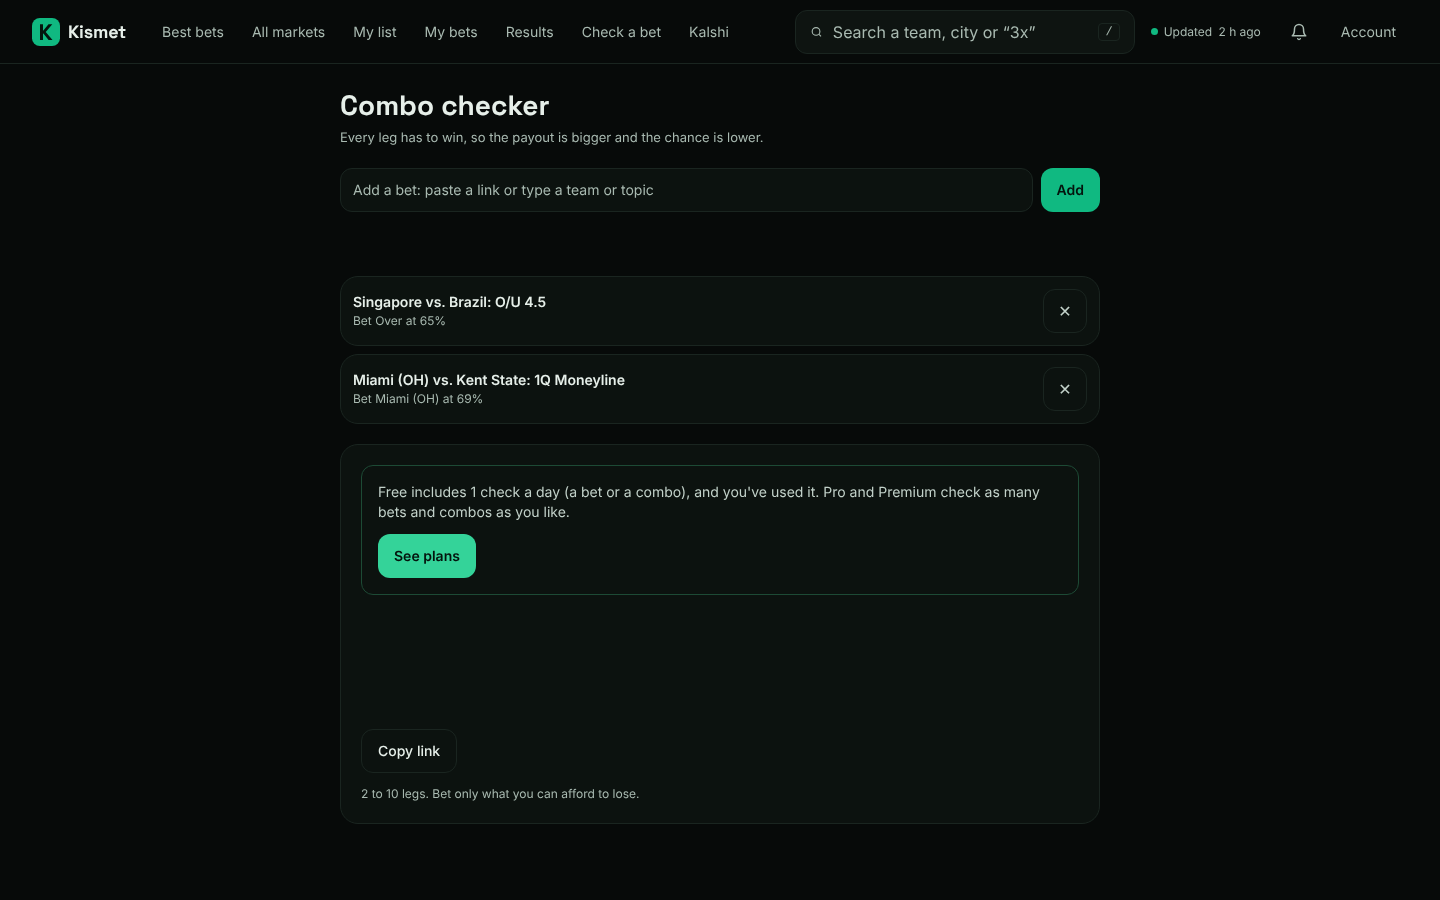 Kismet
Best bets
All markets
My list
My bets
Results
Check a bet
Kalshi
Search a team, city or “3x”
/
Updated 2 h ago
Account
Combo checker
Every leg has to win, so the payout is bigger and the chance is lower.
Add a bet: paste a link or type a team or topic
Add
Singapore vs. Brazil: O/U 4.5
Bet Over at 65%
Miami (OH) vs. Kent State: 1Q Moneyline
Bet Miami (OH) at 69%
Free includes 1 check a day (a bet or a combo), and you've used it. Pro and Premium check as many
bets and combos as you like.
See plans
Copy link
2 to 10 legs. Bet only what you can afford to lose.